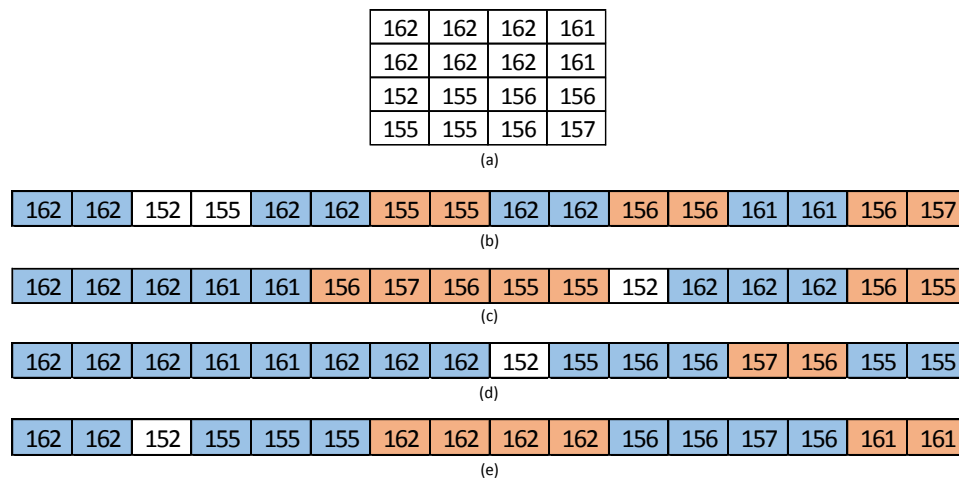 162 162 162 161
162 162 162 161
152 155 156 156
155 155 156 157
(a)
162 162 152 155 162 162 155 155 162 162 156 156 161 161 156 157
(b)
162 162 162 161 161 156 157 156 155 155 152 162 162 162 156 155
(c)
162 162 162 161 161 162 162 162 152 155 156 156 157 156 155 155
(d)
162 162 152 155 155 155 162 162 162 162 156 156 157 156 161 161
(e)